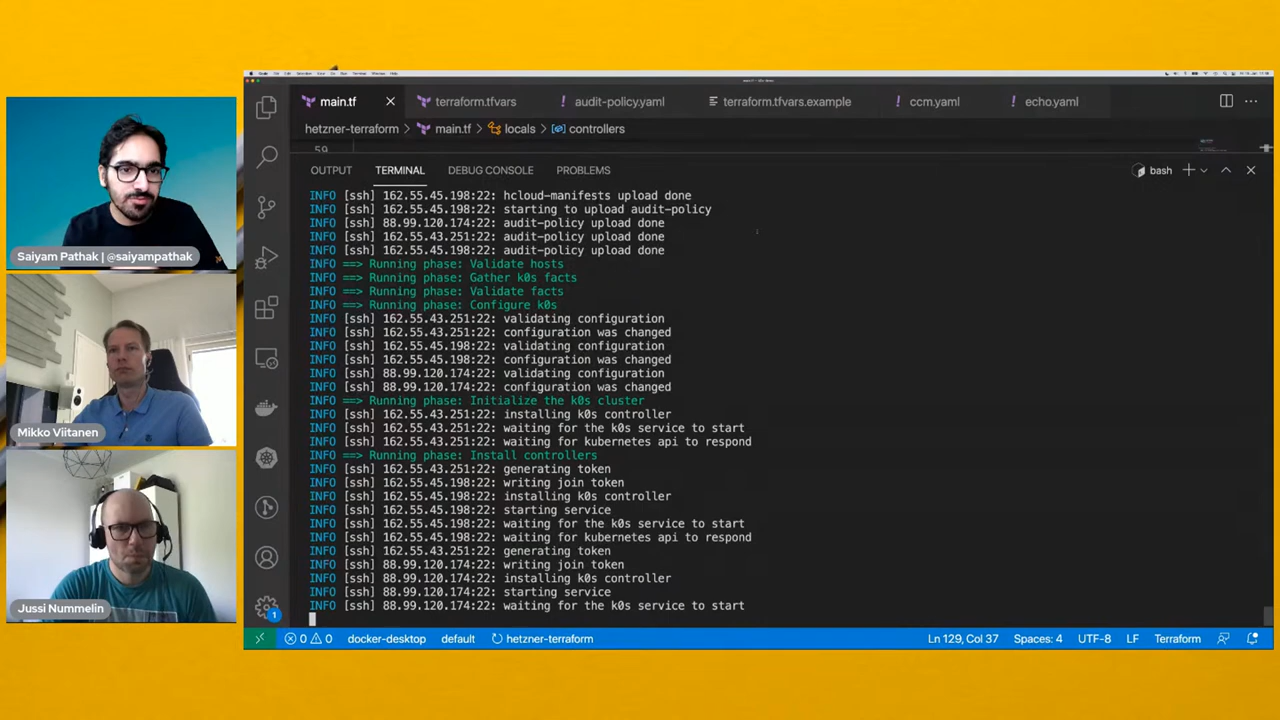 Saiyam Pathak | @saiyampathak
Mikko Viitanen
Jussi Nummelin
main.tf
terraform.tfvars
audit-policy.yaml
terraform.tfvars.example
ccm.yaml
echo.yaml
hetzner-terraform > main.tf > locals > controllers
59
OUTPUT TERMINAL DEBUG CONSOLE PROBLEMS
bash
INFO [ssh] 162.55.45.198:22: hcloud-manifests upload done
INFO [ssh] 162.55.45.198:22: starting to upload audit-policy
INFO [ssh] 88.99.120.174:22: audit-policy upload done
INFO [ssh] 162.55.43.251:22: audit-policy upload done
INFO [ssh] 162.55.45.198:22: audit-policy upload done
INFO ==> Running phase: Validate hosts
INFO ==> Running phase: Gather k0s facts
INFO ==> Running phase: Validate facts
INFO ==> Running phase: Configure k0s
INFO [ssh] 162.55.43.251:22: validating configuration
INFO [ssh] 162.55.43.251:22: configuration was changed
INFO [ssh] 162.55.45.198:22: validating configuration
INFO [ssh] 162.55.45.198:22: configuration was changed
INFO [ssh] 88.99.120.174:22: validating configuration
INFO [ssh] 88.99.120.174:22: configuration was changed
INFO ==> Running phase: Initialize the k0s cluster
INFO [ssh] 162.55.43.251:22: installing k0s controller
INFO [ssh] 162.55.43.251:22: waiting for the k0s service to start
INFO [ssh] 162.55.43.251:22: waiting for kubernetes api to respond
INFO ==> Running phase: Install controllers
INFO [ssh] 162.55.43.251:22: generating token
INFO [ssh] 162.55.45.198:22: writing join token
INFO [ssh] 162.55.45.198:22: installing k0s controller
INFO [ssh] 162.55.45.198:22: starting service
INFO [ssh] 162.55.45.198:22: waiting for the k0s service to start
INFO [ssh] 162.55.45.198:22: waiting for kubernetes api to respond
INFO [ssh] 162.55.43.251:22: generating token
INFO [ssh] 88.99.120.174:22: writing join token
INFO [ssh] 88.99.120.174:22: installing k0s controller
INFO [ssh] 88.99.120.174:22: starting service
INFO [ssh] 88.99.120.174:22: waiting for the k0s service to start
1
0 0 docker-desktop default hetzner-terraform Ln 129, Col 37 Spaces: 4 UTF-8 LF Terraform